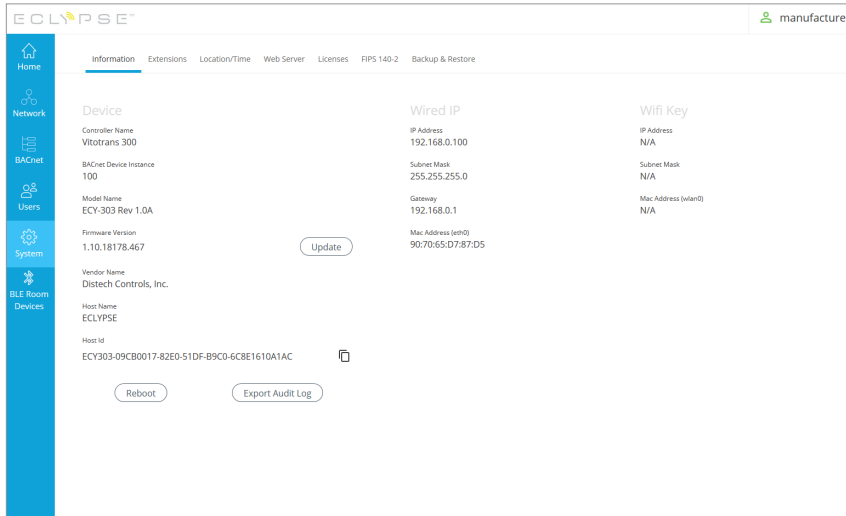 ECLYPSE™
manufacture
Home
Network
BACnet
Users
System
BLE Room
Devices
Information Extensions Location/Time Web Server Licenses FIPS 140-2 Backup & Restore
Device
Controller Name
Vitotrans 300
BACnet Device Instance
100
Model Name
ECY-303 Rev 1.0A
Firmware Version
1.10.18178.467
Update
Vendor Name
Distech Controls, Inc.
Host Name
ECLYPSE
Host Id
ECY303-09CB0017-82E0-51DF-B9C0-6C8E1610A1AC
Reboot
Export Audit Log
Wired IP
IP Address
192.168.0.100
Subnet Mask
255.255.255.0
Gateway
192.168.0.1
Mac Address (eth0)
90:70:65:D7:87:D5
Wifi Key
IP Address
N/A
Subnet Mask
N/A
Mac Address (wlan0)
N/A